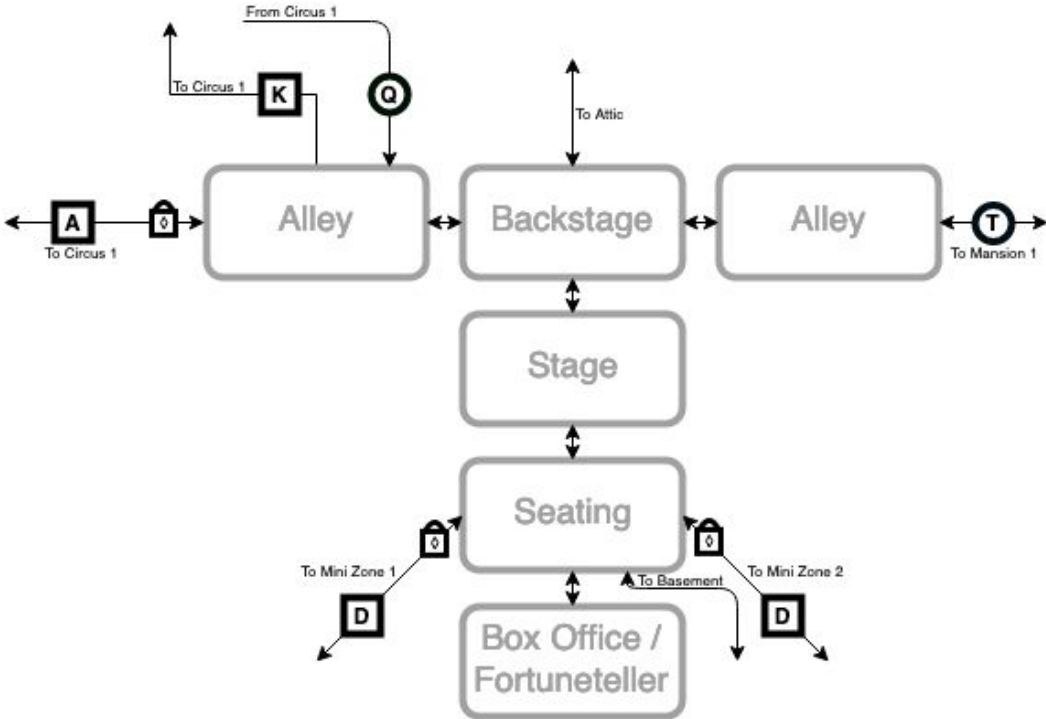 From Circus 1
To Circus 1
K
Q
To Attic
A
To Circus 1
Alley
Backstage
Alley
T
To Mansion 1
Stage
Seating
To Mini Zone 1
D
To Basement
To Mini Zone 2
D
Box Office /
Fortuneteller